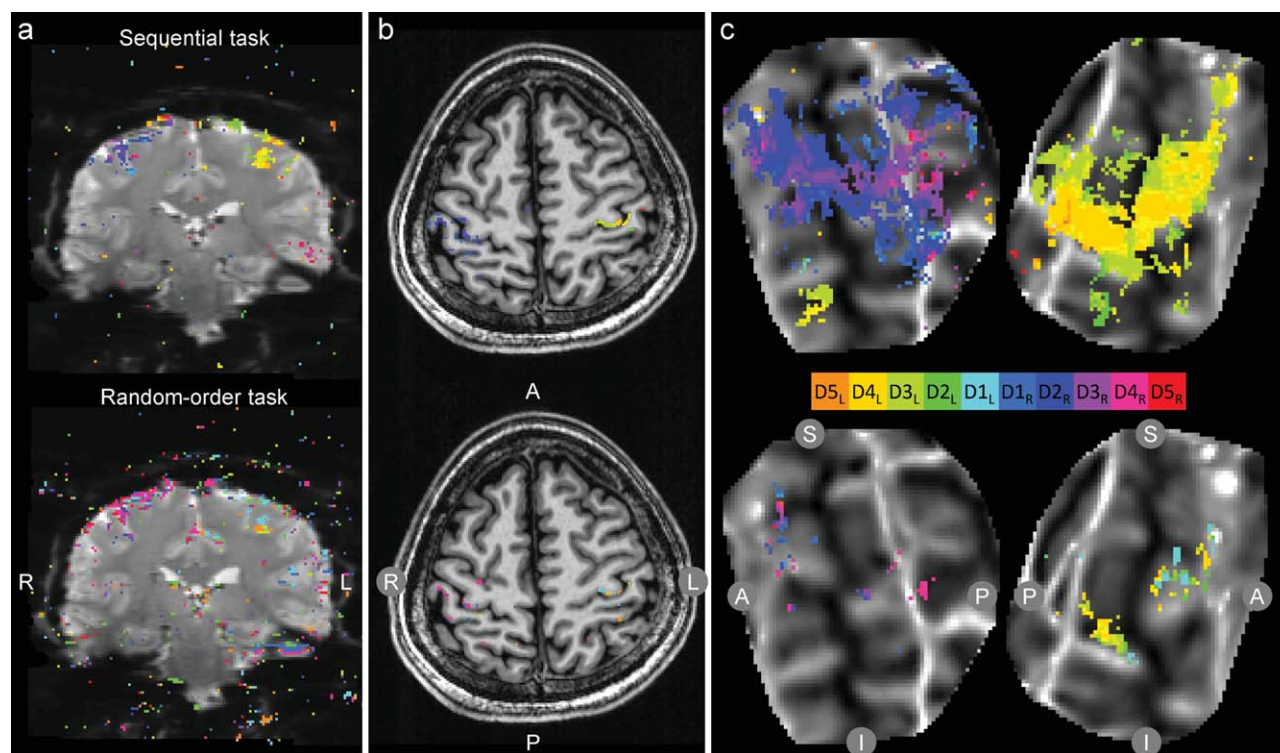 a
Sequential task
Random-order task
R
L
b
A
R
L
P
c
D5L D4L D3L D2L D1L D1R D2R D3R D4R D5R
S
S
A
P
P
A
I
I